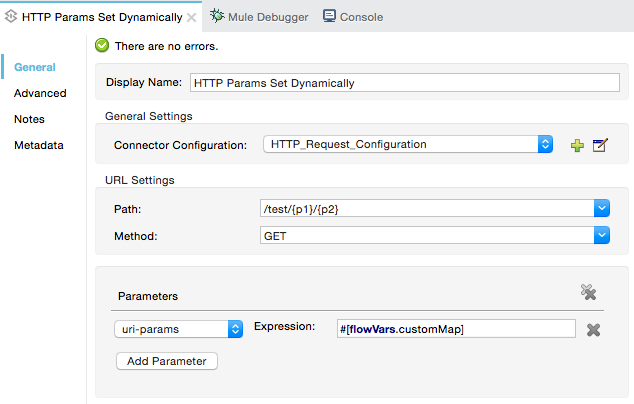 HTTP Params Set Dynamically Mule Debugger Console
There are no errors.
General
Advanced
Notes
Metadata
Display Name: HTTP Params Set Dynamically
General Settings
Connector Configuration: HTTP_Request_Configuration
URL Settings
Path: /test/{p1}/{p2}
Method: GET
Parameters
uri-params Expression: #[flowVars.customMap]
Add Parameter